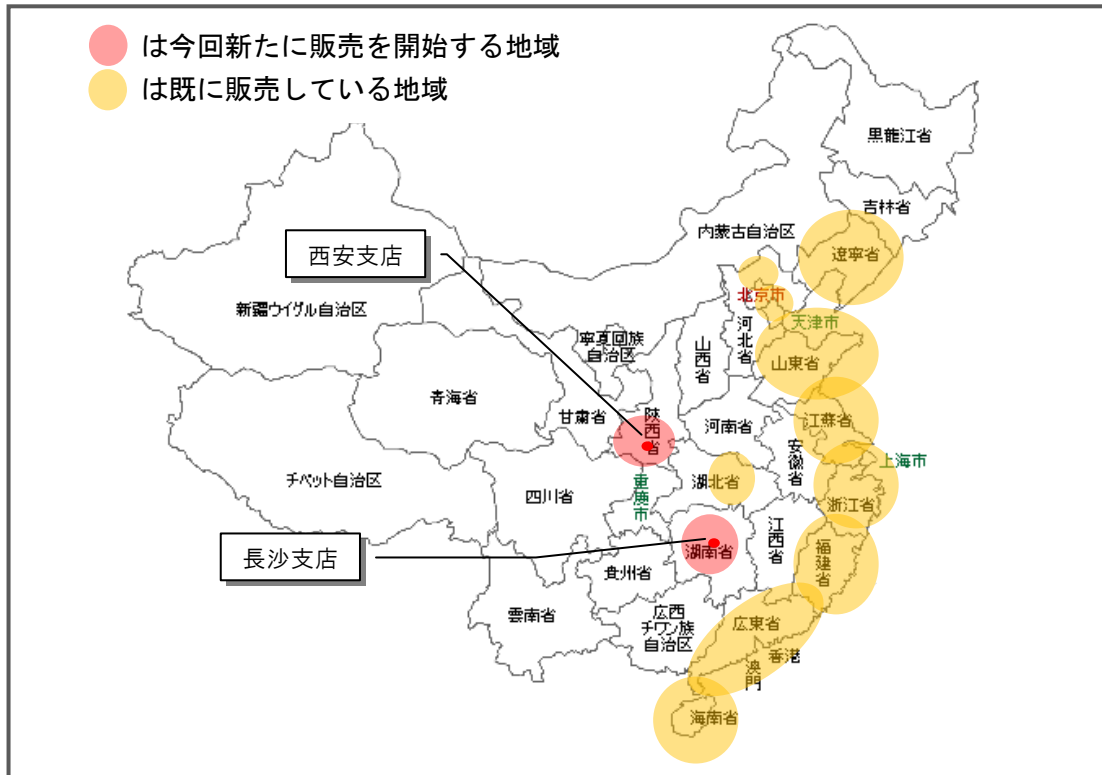 は今回新たに販売を開始する地域
は既に販売している地域
黒龍江省
吉林省
内蒙古自治区
遼寧省
西安支店
北京市
新疆ウイグル自治区
天津市
河北省
寧夏回族
自治区
山西省
山東省
青海省
甘粛省
陝西省
河南省
江蘇省
安徽省
上海市
チベット自治区
四川省
重慶市
湖北省
浙江省
長沙支店
湖南省
江西省
福建省
貴州省
雲南省
広西
チワン族
自治区
広東省
香港
澳門
海南省